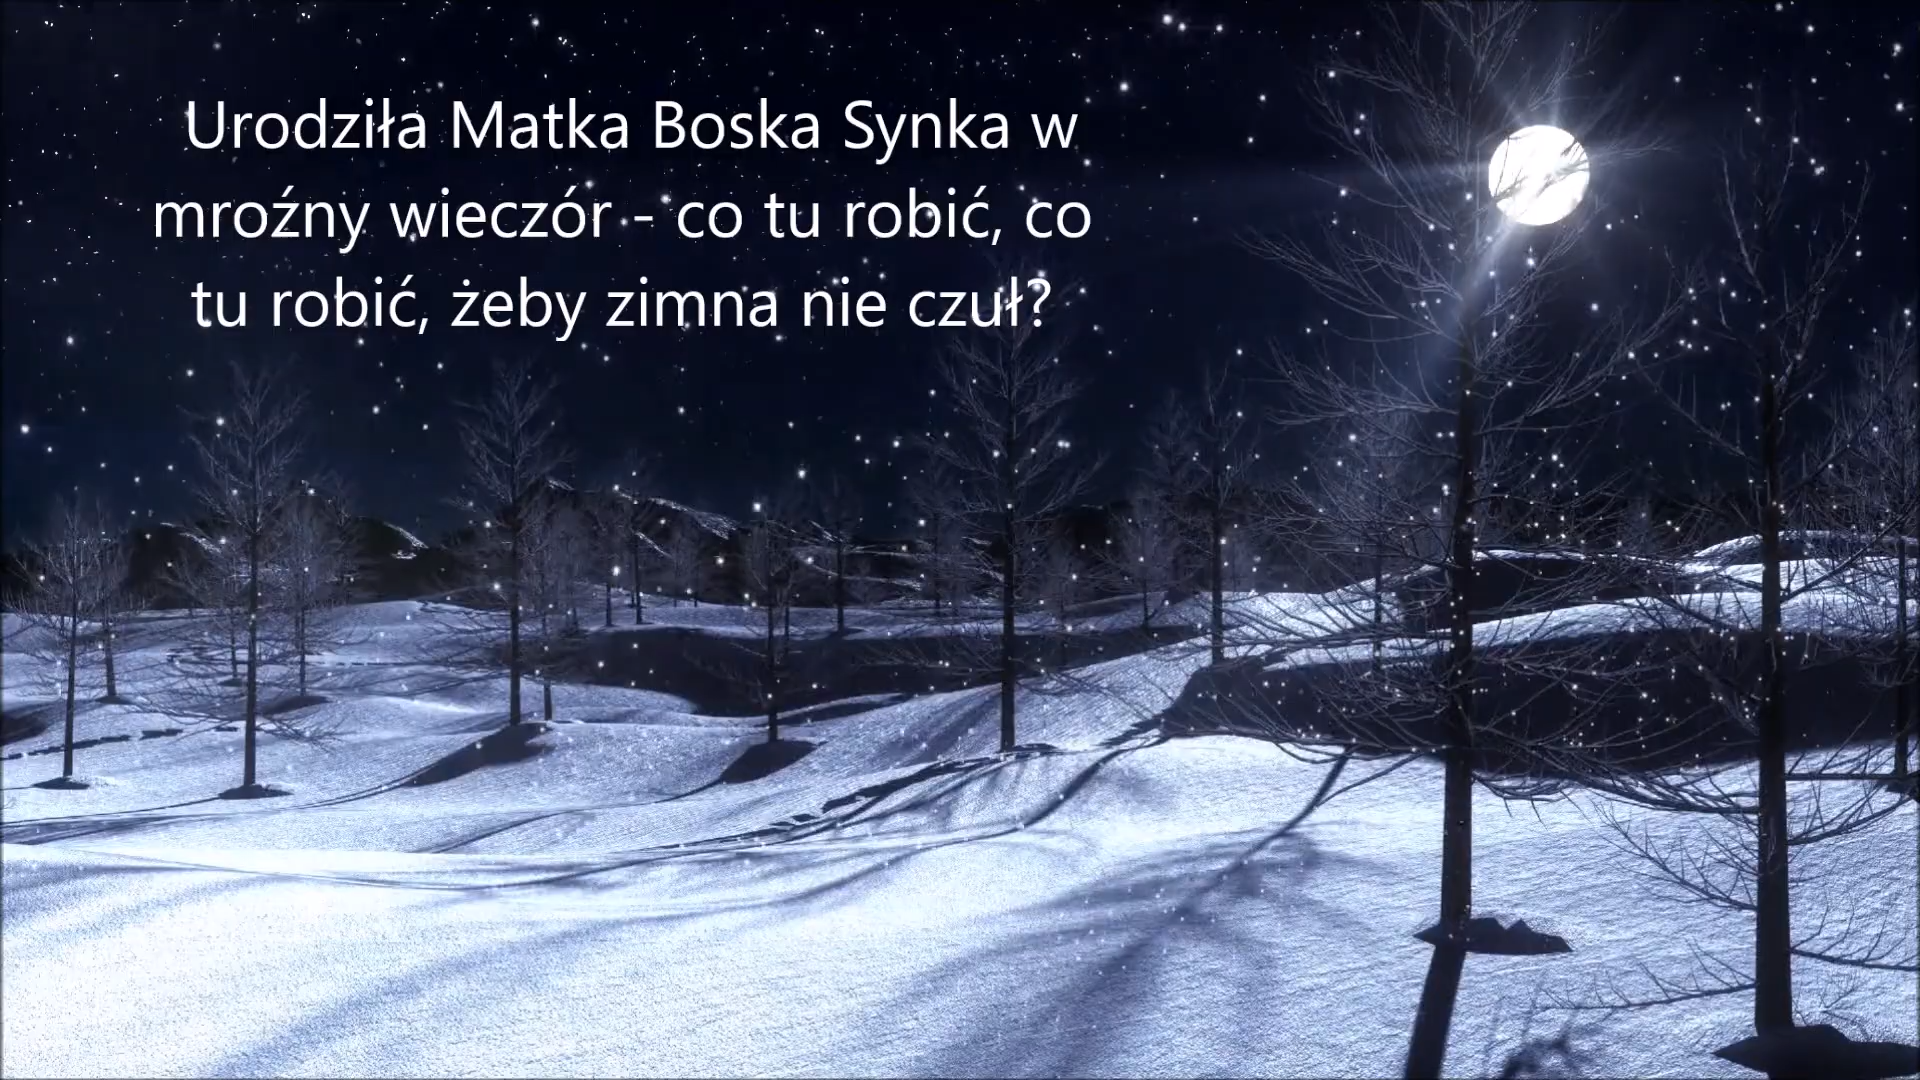 Urodziła Matka Boska Synka w
mroźny wieczór - co tu robić, co
tu robić, żeby zimna nie czuł?